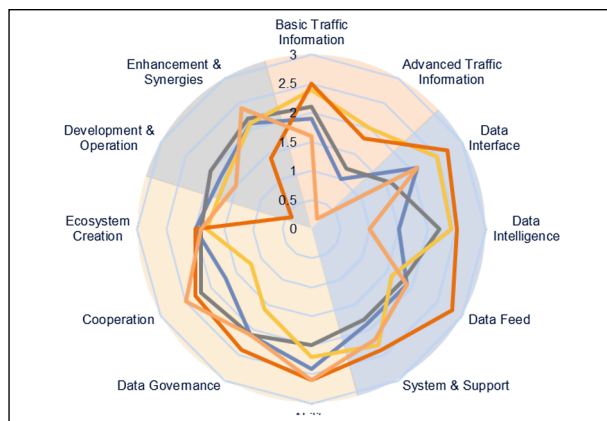 Basic Traffic
Information
Enhancement &
Synergies
Advanced Traffic
Information
Development &
Operation
Data
Interface
Ecosystem
Creation
Data
Intelligence
Cooperation
Data Feed
Data Governance
System & Support
3
2.5
2
1.5
1
0.5
0